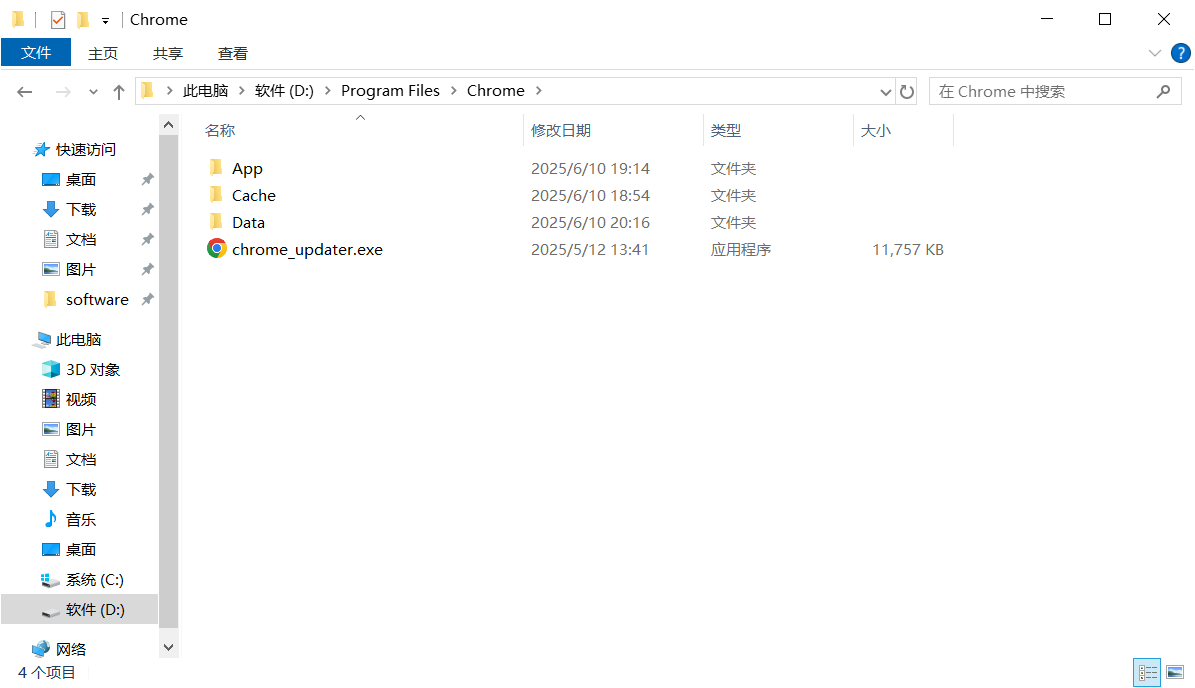 Chrome
文件 主页 共享 查看
此电脑 软件 (D:) Program Files Chrome
在 Chrome 中搜索
名称 修改日期 类型 大小
App 2025/6/10 19:14 文件夹
Cache 2025/6/10 18:54 文件夹
Data 2025/6/10 20:16 文件夹
chrome_updater.exe 2025/5/12 13:41 应用程序 11,757 KB
快速访问
桌面
下载
文档
图片
software
此电脑
3D 对象
视频
图片
文档
下载
音乐
桌面
系统 (C:)
软件 (D:)
网络
4 个项目